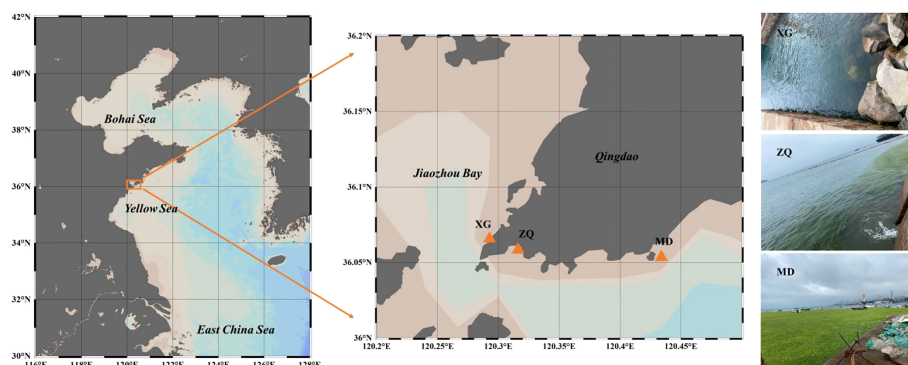 42°N
40°N
38°N
36°N
34°N
32°N
30°N
116°E
118°E
120°E
122°E
124°E
126°E
128°E
Bohai Sea
Yellow Sea
East China Sea
36.2°N
36.15°N
36.1°N
36.05°N
36°N
120.2°E
120.25°E
120.3°E
120.35°E
120.4°E
120.45°E
Jiaozhou Bay
Qingdao
XG
ZQ
MD
XG
ZQ
MD